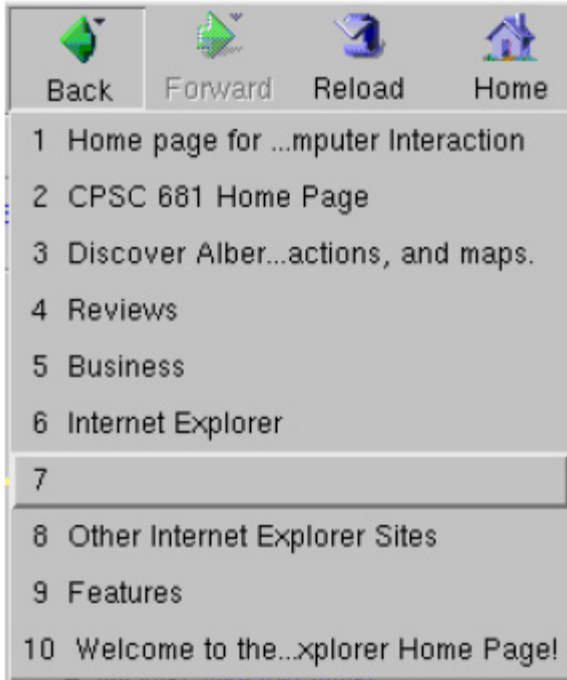 Back Forward Reload Home
1 Home page for ...mputer Interaction
2 CPSC 681 Home Page
3 Discover Alber...actions, and maps.
4 Reviews
5 Business
6 Internet Explorer
7
8 Other Internet Explorer Sites
9 Features
10 Welcome to the...xplorer Home Page!